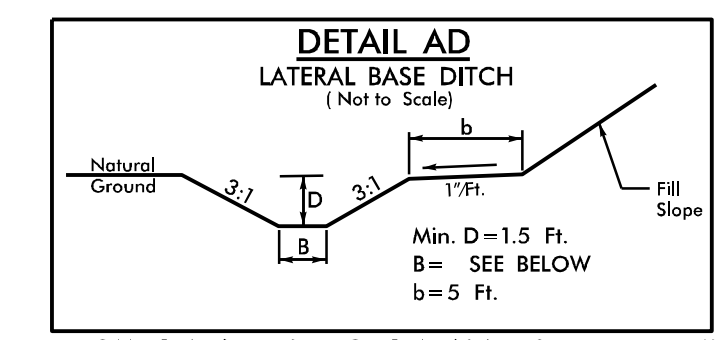 DETAIL AD
LATERAL BASE DITCH
( Not to Scale)
b
Natural
Ground
3:1
D
3:1
1"/Ft.
Fill
Slope
B
Min. D=1.5 Ft.
B= SEE BELOW
b=5 Ft.